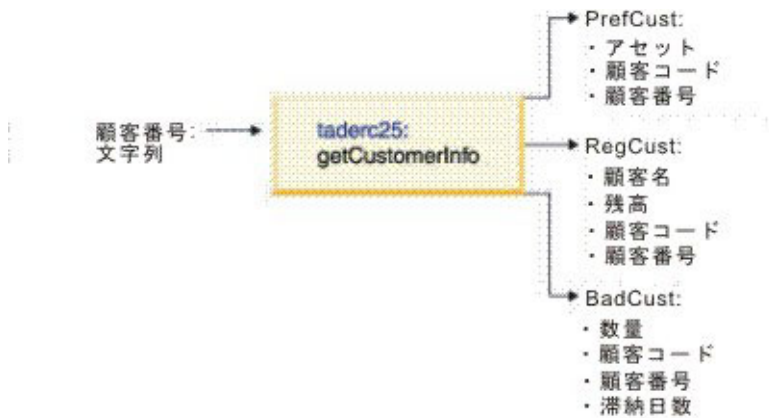 顧客番号:
文字列
taderc25:
getCustomerInfo
PrefCust:
・アセット
・顧客コード
・顧客番号
RegCust:
・顧客名
・残高
・顧客コード
・顧客番号
BadCust:
・数量
・顧客コード
・顧客番号
・滞納日数